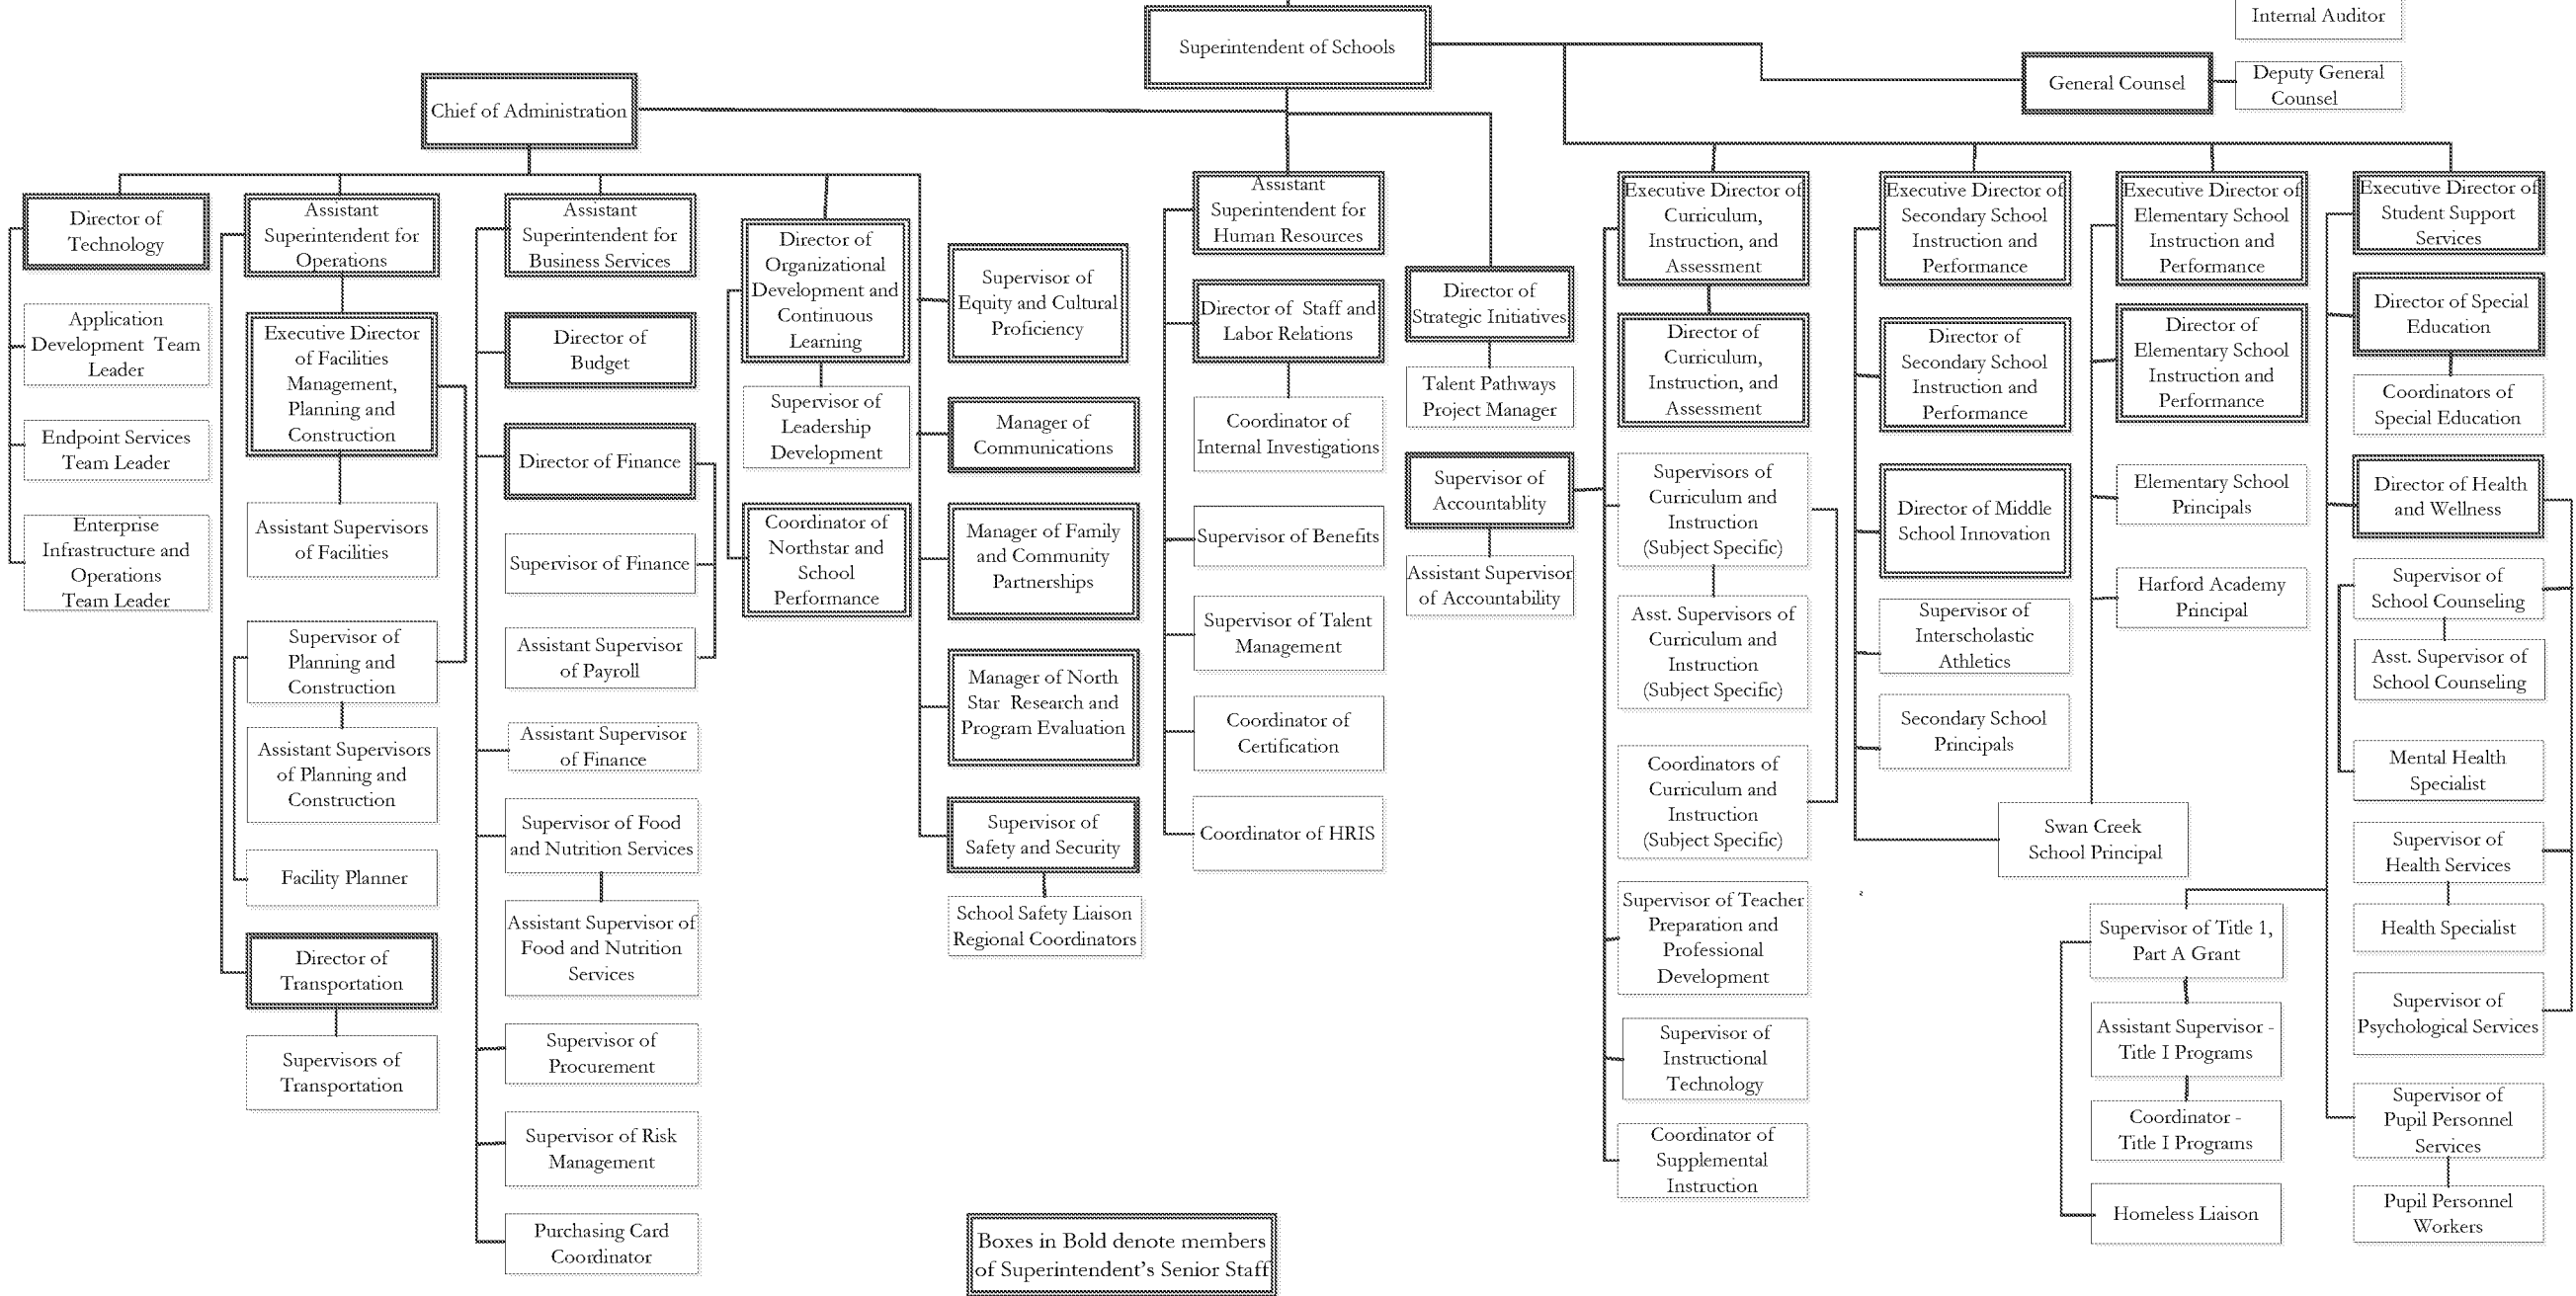 Internal Auditor
Superintendent of Schools
General Counsel
Deputy General
Counsel
Chief of Administration
Director of
Technology
Application
Development Team
Leader
Endpoint Services
Team Leader
Enterprise
Infrastructure and
Operations
Team Leader
Assistant
Superintendent for
Operations
Executive Director
of Facilities
Management,
Planning and
Construction
Assistant Supervisors
of Facilities
Supervisor of
Planning and
Construction
Assistant Supervisors
of Planning and
Construction
Facility Planner
Director of
Transportation
Supervisors of
Transportation
Assistant
Superintendent for
Business Services
Director of
Budget
Director of Finance
Supervisor of Finance
Assistant Supervisor
of Payroll
Assistant Supervisor
of Finance
Supervisor of Food
and Nutrition Services
Assistant Supervisor of
Food and Nutrition
Services
Supervisor of
Procurement
Supervisor of Risk
Management
Purchasing Card
Coordinator
Director of
Organizational
Development and
Continuous
Learning
Supervisor of
Leadership
Development
Coordinator of
Northstar and
School
Performance
Supervisor of
Equity and Cultural
Proficiency
Manager of
Communications
Manager of Family
and Community
Partnerships
Manager of North
Star Research and
Program Evaluation
Supervisor of
Safety and Security
School Safety Liaison
Regional Coordinators
Assistant
Superintendent for
Human Resources
Director of Staff and
Labor Relations
Coordinator of
Internal Investigations
Supervisor of Benefits
Supervisor of Talent
Management
Coordinator of
Certification
Coordinator of HRIS
Director of
Strategic Initiatives
Talent Pathways
Project Manager
Supervisor of
Accountablity
Assistant Supervisor
of Accountability
Executive Director of
Curriculum,
Instruction, and
Assessment
Director of
Curriculum,
Instruction, and
Assessment
Supervisors of
Curriculum and
Instruction
(Subject Specific)
Asst. Supervisors of
Curriculum and
Instruction
(Subject Specific)
Coordinators of
Curriculum and
Instruction
(Subject Specific)
Supervisor of Teacher
Preparation and
Professional
Development
Supervisor of
Instructional
Technology
Coordinator of
Supplemental
Instruction
Executive Director of
Secondary School
Instruction and
Performance
Director of
Secondary School
Instruction and
Performance
Director of Middle
School Innovation
Supervisor of
Interscholastic
Athletics
Secondary School
Principals
Swan Creek
School Principal
Executive Director of
Elementary School
Instruction and
Performance
Director of
Elementary School
Instruction and
Performance
Elementary School
Principals
Harford Academy
Principal
Executive Director of
Student Support
Services
Director of Special
Education
Coordinators of
Special Education
Director of Health
and Wellness
Supervisor of
School Counseling
Asst. Supervisor of
School Counseling
Mental Health
Specialist
Supervisor of
Health Services
Health Specialist
Supervisor of
Psychological Services
Supervisor of
Pupil Personnel
Services
Pupil Personnel
Workers
Supervisor of Title 1,
Part A Grant
Assistant Supervisor -
Title I Programs
Coordinator -
Title I Programs
Homeless Liaison
Boxes in Bold denote members
of Superintendent's Senior Staff